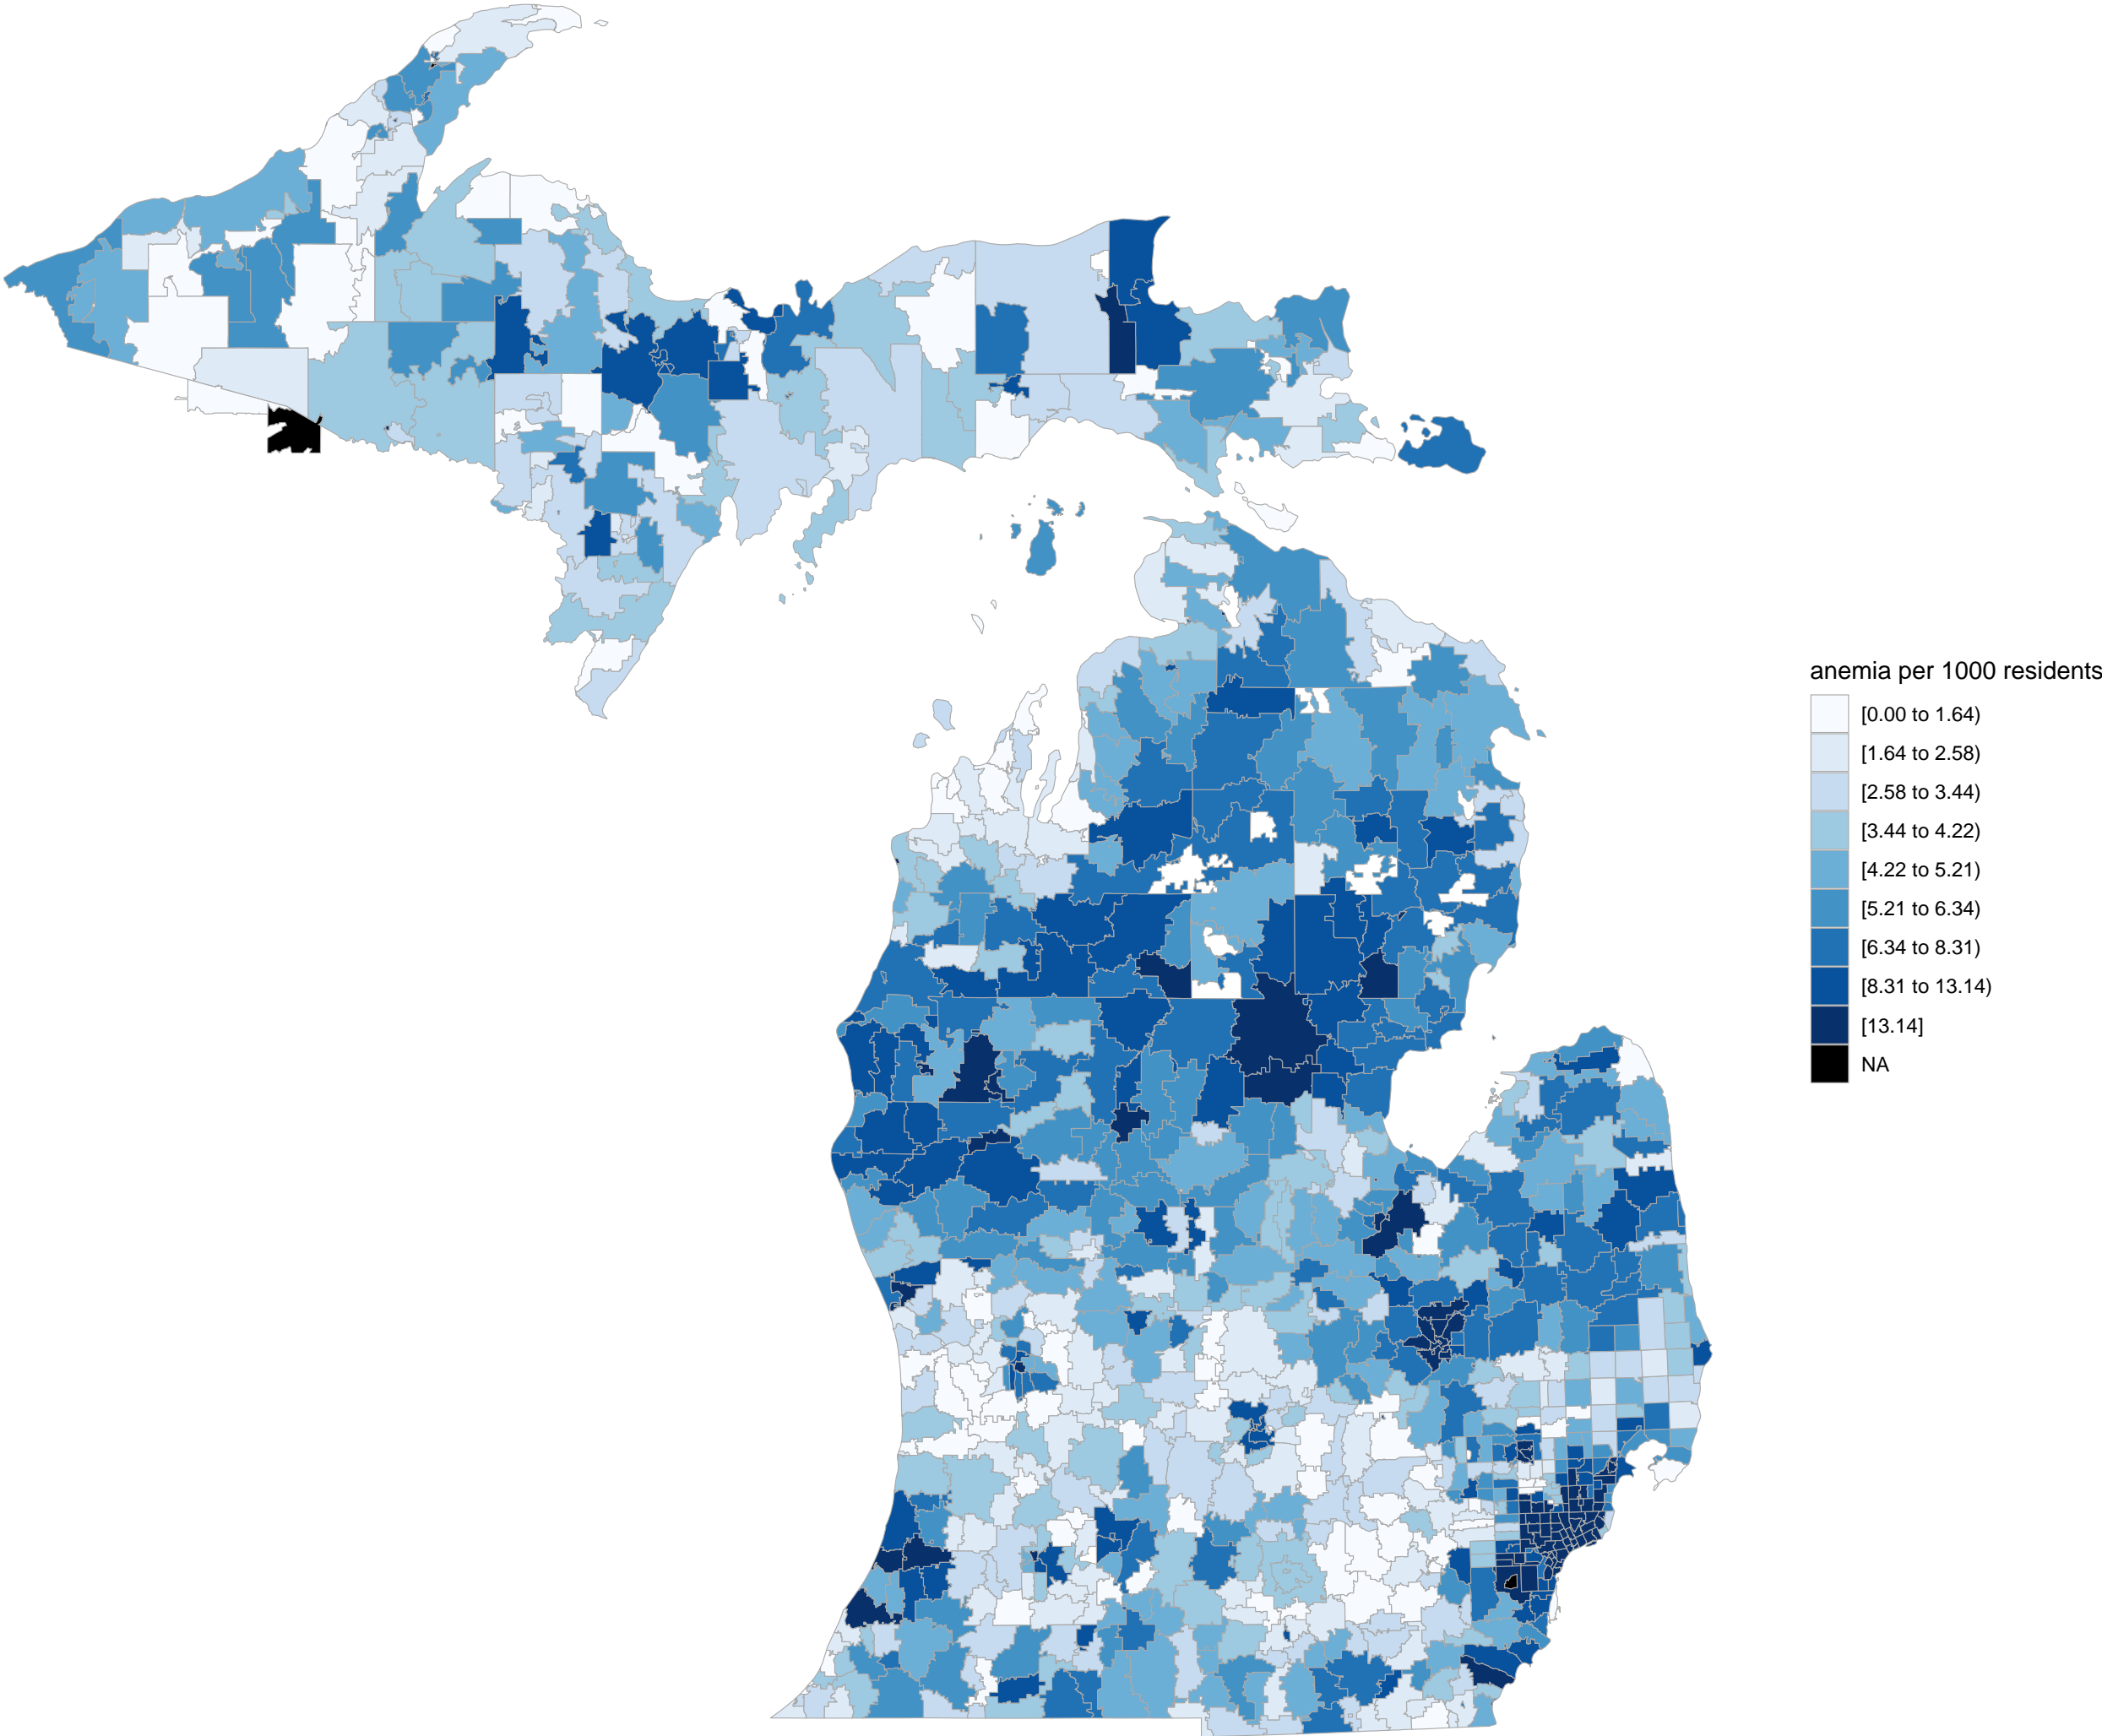 anemia per 1000 residents
[0.00 to 1.64)
[1.64 to 2.58)
[2.58 to 3.44)
[3.44 to 4.22)
[4.22 to 5.21)
[5.21 to 6.34)
[6.34 to 8.31)
[8.31 to 13.14)
[13.14]
NA